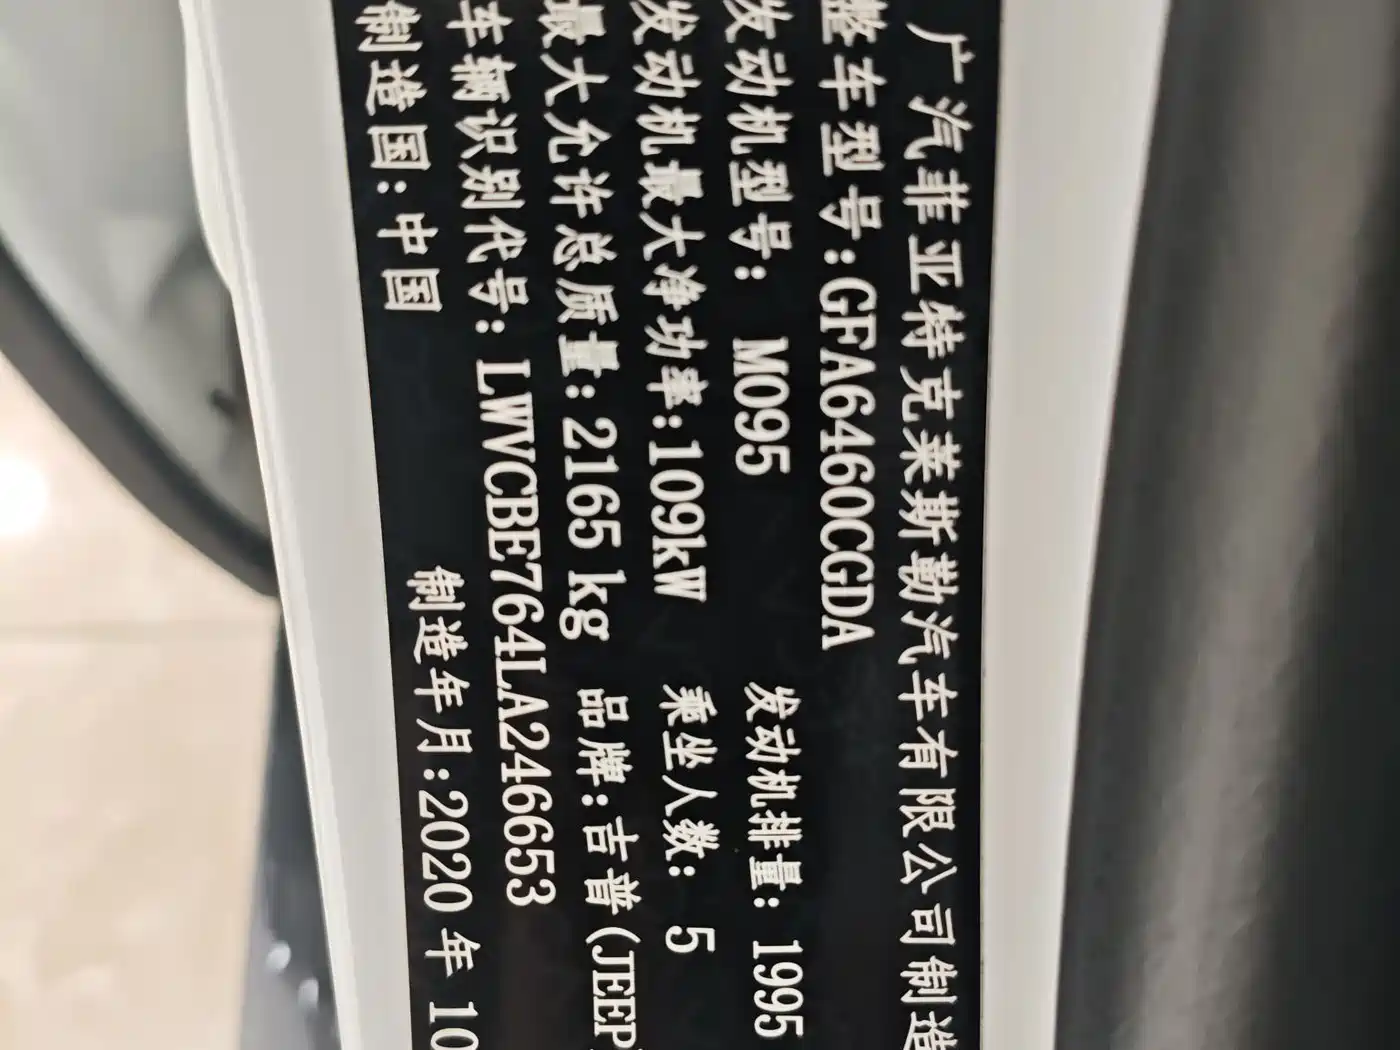 广汽菲亚特克莱斯勒汽车有限公司制造
整车型号:GFA6460CGDA
发动机型号: M095 发动机排量: 1995
发动机最大净功率:109kW 乘坐人数: 5
最大允许总质量:2165 kg 品牌:吉普(JEEP
车辆识别代号: LWVCBE764LA246653
制造国:中国 制造年月:2020 年 10